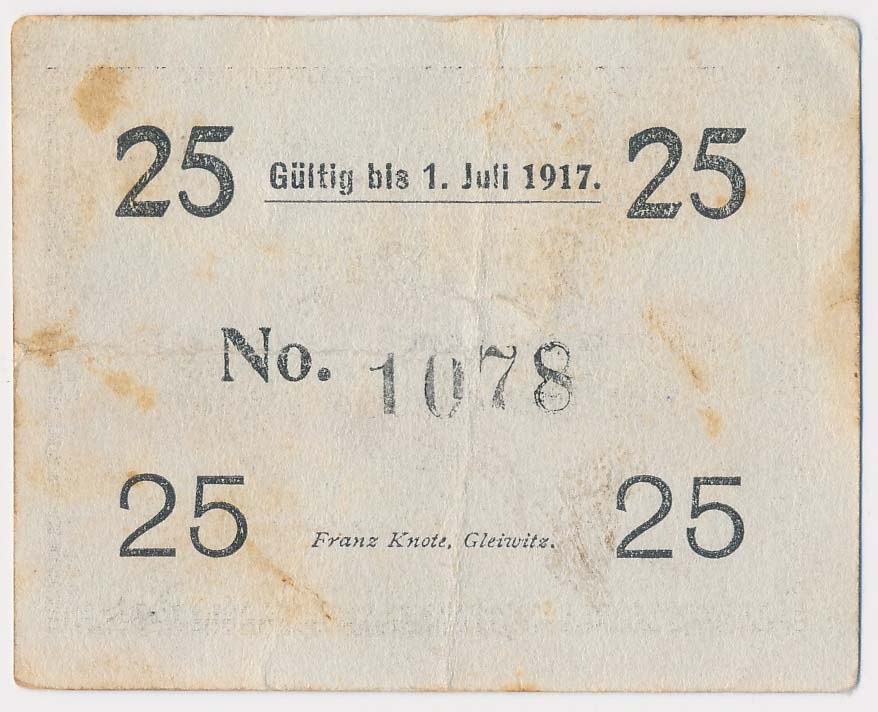 25 Gültig bis 1. Juli 1917. 25
No. 1078
25 Franz Knote, Gleiwitz. 25